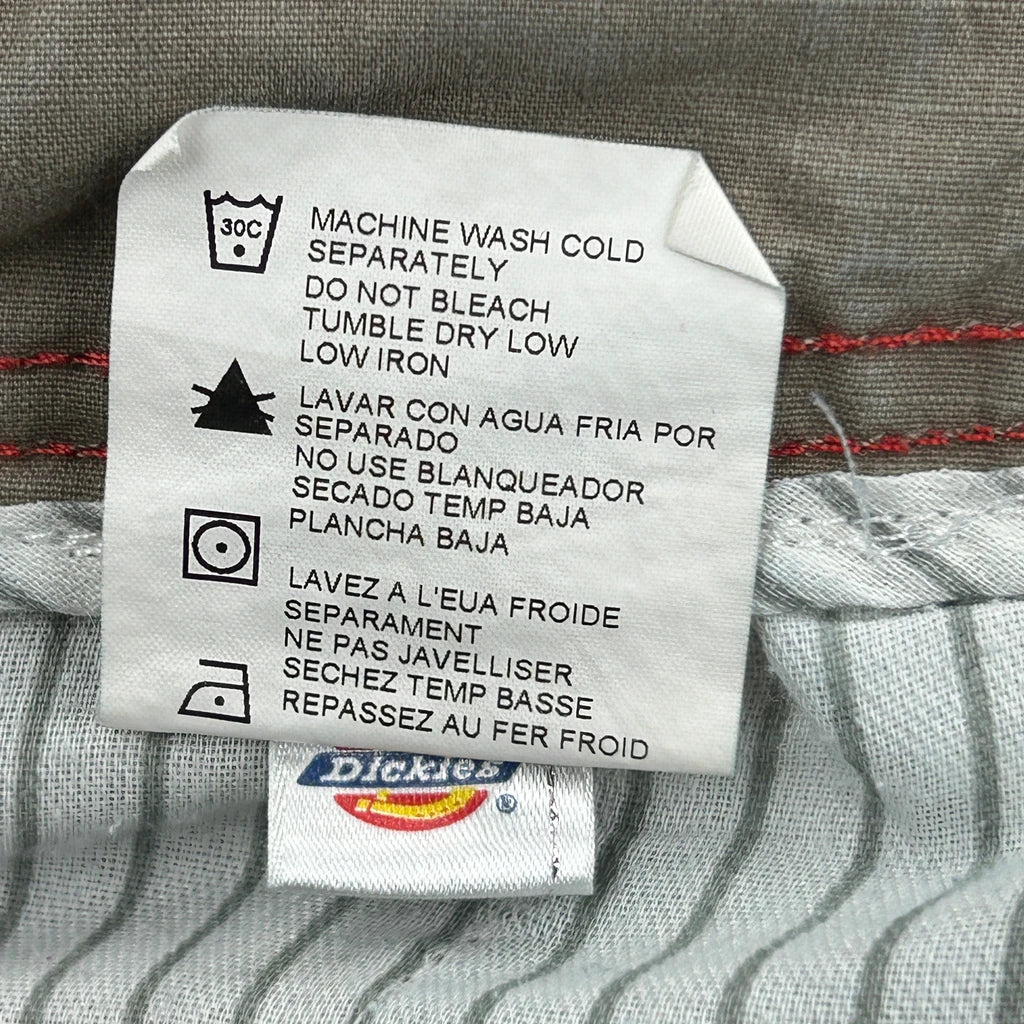 30C
MACHINE WASH COLD
SEPARATELY
DO NOT BLEACH
TUMBLE DRY LOW
LOW IRON
LAVAR CON AGUA FRIA POR
SEPARADO
NO USE BLANQUEADOR
SECADO TEMP BAJA
PLANCHA BAJA
LAVEZ A L'EUA FROIDE
SEPARAMENT
NE PAS JAVELLISER
SECHEZ TEMP BASSE
REPASSEZ AU FER FROID
Dickies
®